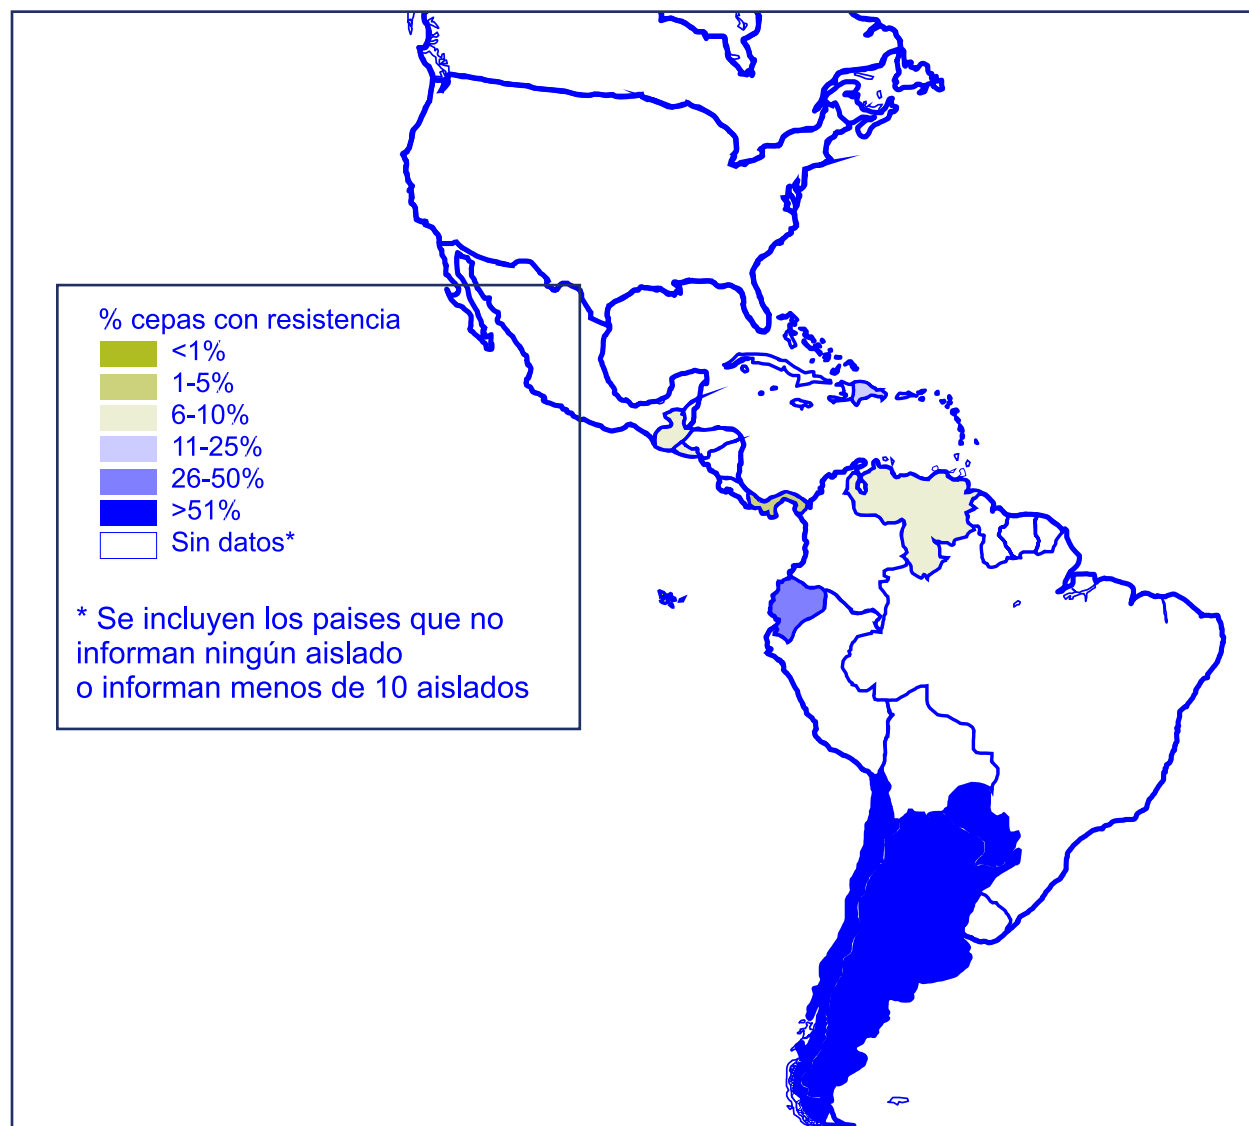 % cepas con resistencia
<1%
1-5%
6-10%
11-25%
26-50%
>51%
Sin datos*
* Se incluyen los paises que no
informan ningún aislado
o informan menos de 10 aislados